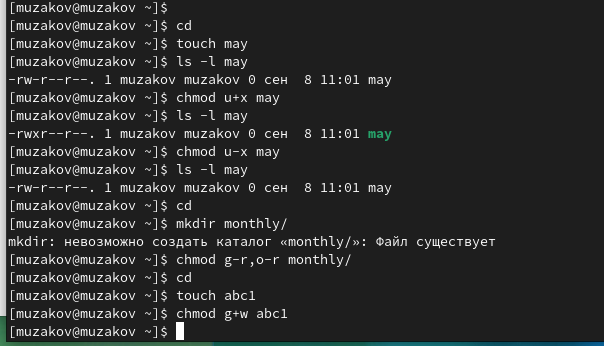 [muzakov@muzakov ~]$
[muzakov@muzakov ~]$ cd
[muzakov@muzakov ~]$ touch may
[muzakov@muzakov ~]$ ls -l may
-rw-r--r--. 1 muzakov muzakov 0 сен  8 11:01 may
[muzakov@muzakov ~]$ chmod u+x may
[muzakov@muzakov ~]$ ls -l may
-rwxr--r--. 1 muzakov muzakov 0 сен  8 11:01 may
[muzakov@muzakov ~]$ chmod u-x may
[muzakov@muzakov ~]$ ls -l may
-rw-r--r--. 1 muzakov muzakov 0 сен  8 11:01 may
[muzakov@muzakov ~]$ cd
[muzakov@muzakov ~]$ mkdir monthly/
mkdir: невозможно создать каталог «monthly/»: Файл существует
[muzakov@muzakov ~]$ chmod g-r,o-r monthly/
[muzakov@muzakov ~]$ cd
[muzakov@muzakov ~]$ touch abc1
[muzakov@muzakov ~]$ chmod g+w abc1
[muzakov@muzakov ~]$